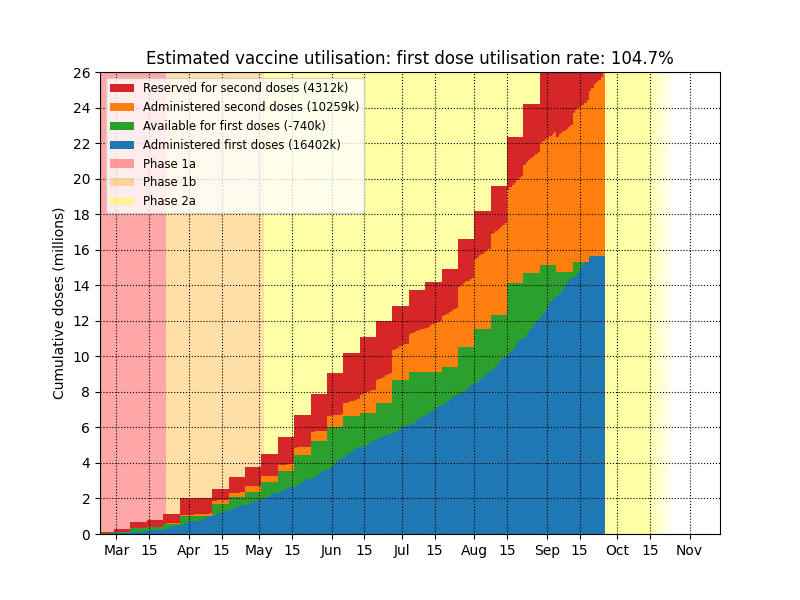 Estimated vaccine utilisation: first dose utilisation rate: 104.7%
Cumulative doses (millions)
26
24
22
20
18
16
14
12
10
8
6
4
2
0
Reserved for second doses (4312k)
Administered second doses (10259k)
Available for first doses (-740k)
Administered first doses (16402k)
Phase 1a
Phase 1b
Phase 2a
Mar 15 Apr 15 May 15 Jun 15 Jul 15 Aug 15 Sep 15 Oct 15 Nov